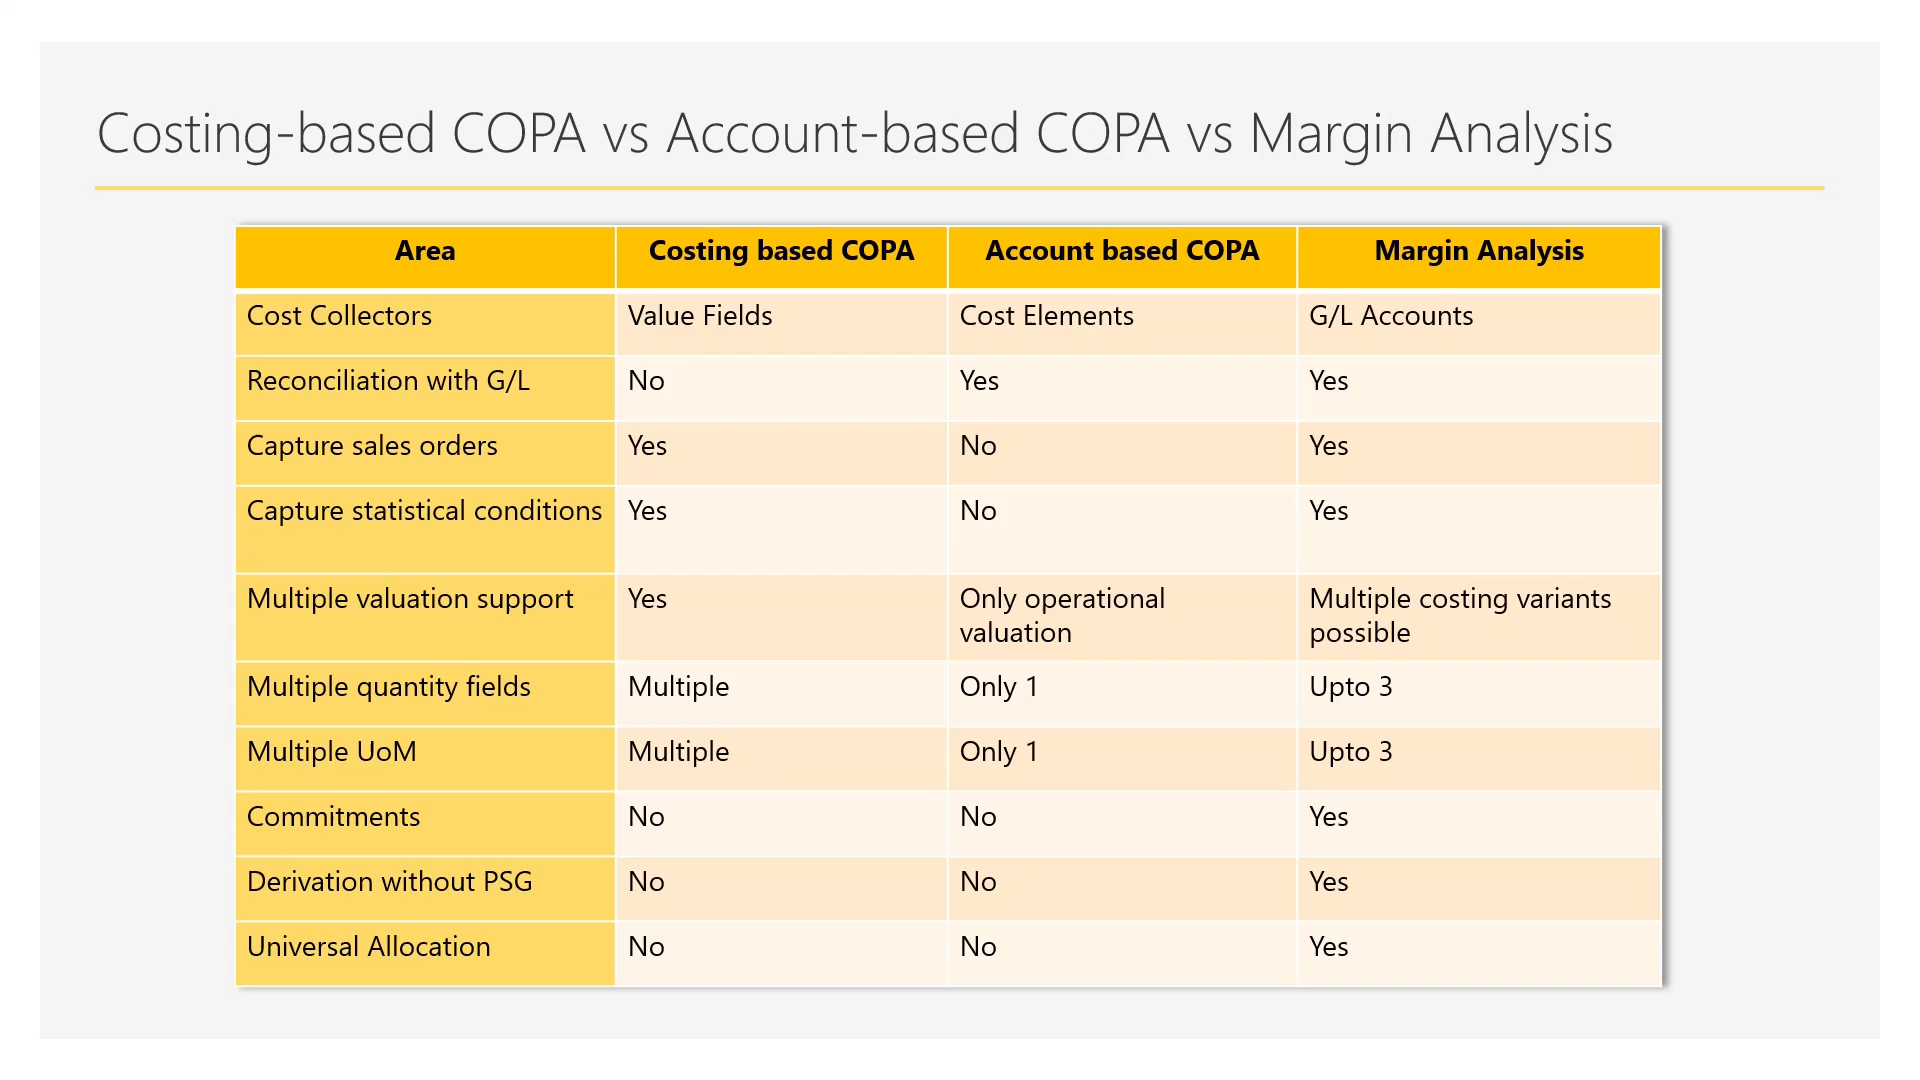 Costing-based COPA vs Account-based COPA vs Margin Analysis
Area Costing based COPA Account based COPA Margin Analysis
Cost Collectors Value Fields Cost Elements G/L Accounts
Reconciliation with G/L No Yes Yes
Capture sales orders Yes No Yes
Capture statistical conditions Yes No Yes
Multiple valuation support Yes Only operational Multiple costing variants
valuation possible
Multiple quantity fields Multiple Only 1 Upto 3
Multiple UoM Multiple Only 1 Upto 3
Commitments No No Yes
Derivation without PSG No No Yes
Universal Allocation No No Yes